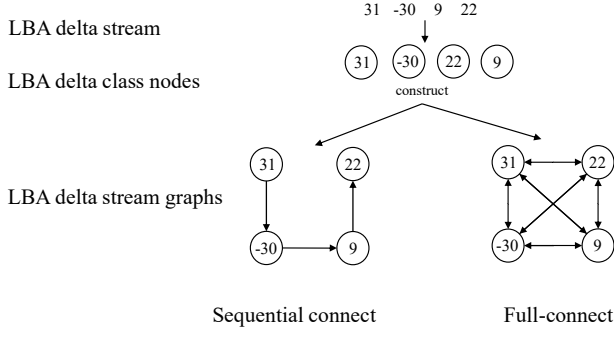 31 -30 9 22
LBA delta stream
LBA delta class nodes
31 -30 22 9
construct
31 22 31 22
LBA delta stream graphs
-30 9 -30 9
Sequential connect Full-connect